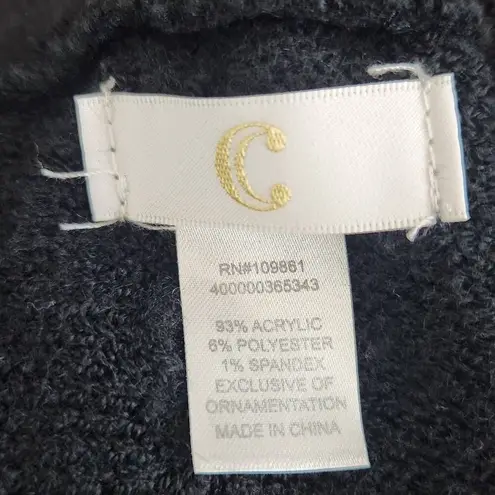 C
RN#109861
400000365343
93% ACRYLIC
6% POLYESTER
1% SPANDEX
EXCLUSIVE OF
ORNAMENTATION
MADE IN CHINA